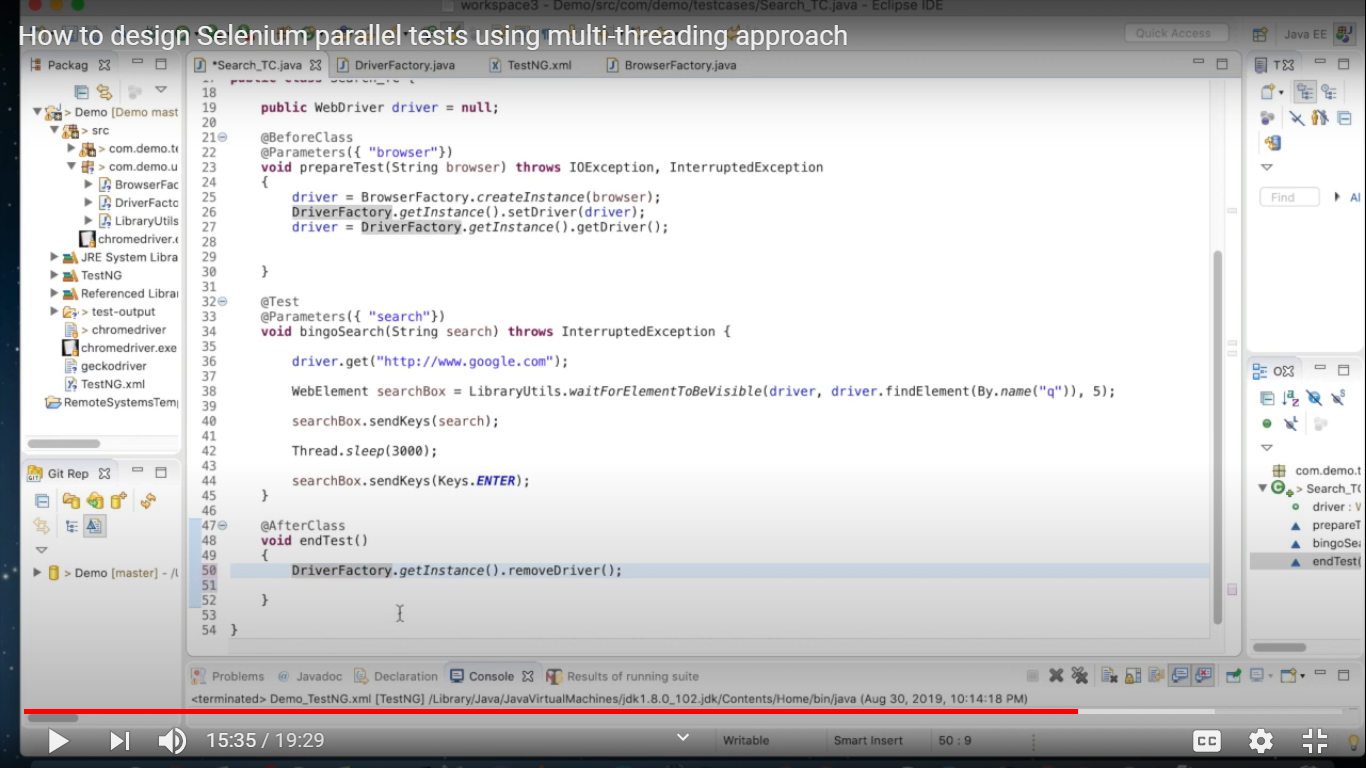 workspace3 - Demo/src/com/demo/testcases/Search_TC.java - Eclipse IDE
How to design Selenium parallel tests using multi-threading approach
Quick Access
Java EE
Packag
*Search_TC.java
DriverFactory.java
TestNG.xml
BrowserFactory.java
> Demo [Demo mast
> src
> com.demo.te
> com.demo.u
BrowserFac
DriverFacto
LibraryUtils
chromedriver.e
JRE System Libra
TestNG
Referenced Librar
> test-output
> chromedriver
chromedriver.exe
geckodriver
TestNG.xml
RemoteSystemsTemp
Git Rep
> Demo [master] - /U
17 public class Search_TC {
18
19 public WebDriver driver = null;
20
21 @BeforeClass
22 @Parameters({ "browser"})
23 void prepareTest(String browser) throws IOException, InterruptedException
24 {
25 driver = BrowserFactory.createInstance(browser);
26 DriverFactory.getInstance().setDriver(driver);
27 driver = DriverFactory.getInstance().getDriver();
28
29
30 }
31
32 @Test
33 @Parameters({ "search"})
34 void bingoSearch(String search) throws InterruptedException {
35
36 driver.get("http://www.google.com");
37
38 WebElement searchBox = LibraryUtils.waitForElementToBeVisible(driver, driver.findElement(By.name("q")), 5);
39
40 searchBox.sendKeys(search);
41
42 Thread.sleep(3000);
43
44 searchBox.sendKeys(Keys.ENTER);
45 }
46
47 @AfterClass
48 void endTest()
49 {
50 DriverFactory.getInstance().removeDriver();
51
52 }
53
54 }
Find
Al
com.demo.t
> Search_TC
driver : W
prepareT
bingoSea
endTest(
Problems
Javadoc
Declaration
Console
Results of running suite
<terminated> Demo_TestNG.xml [TestNG] /Library/Java/JavaVirtualMachines/jdk1.8.0_102.jdk/Contents/Home/bin/java (Aug 30, 2019, 10:14:18 PM)
15:35 / 19:29
Writable
Smart Insert
50 : 9
CC